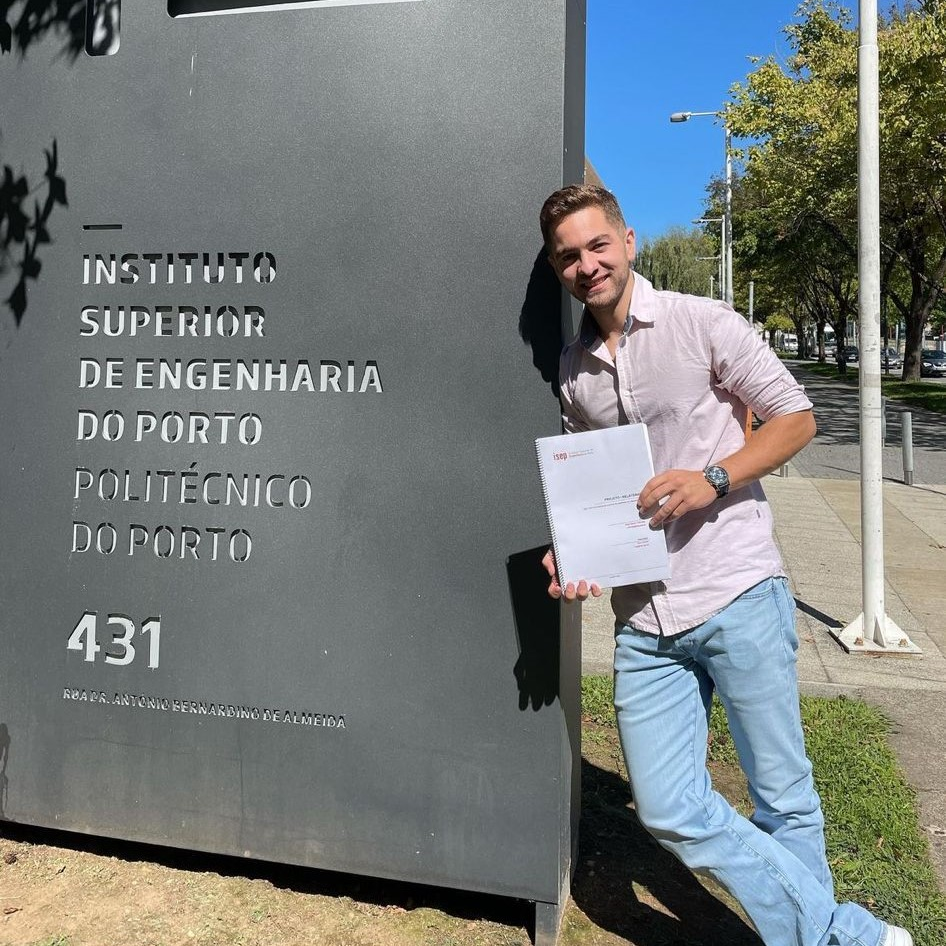 INSTITUTO
SUPERIOR
DE ENGENHARIA
DO PORTO
POLITÉCNICO
DO PORTO
431
RUA DR. ANTÓNIO BERNARDINO DE ALMEIDA
isep